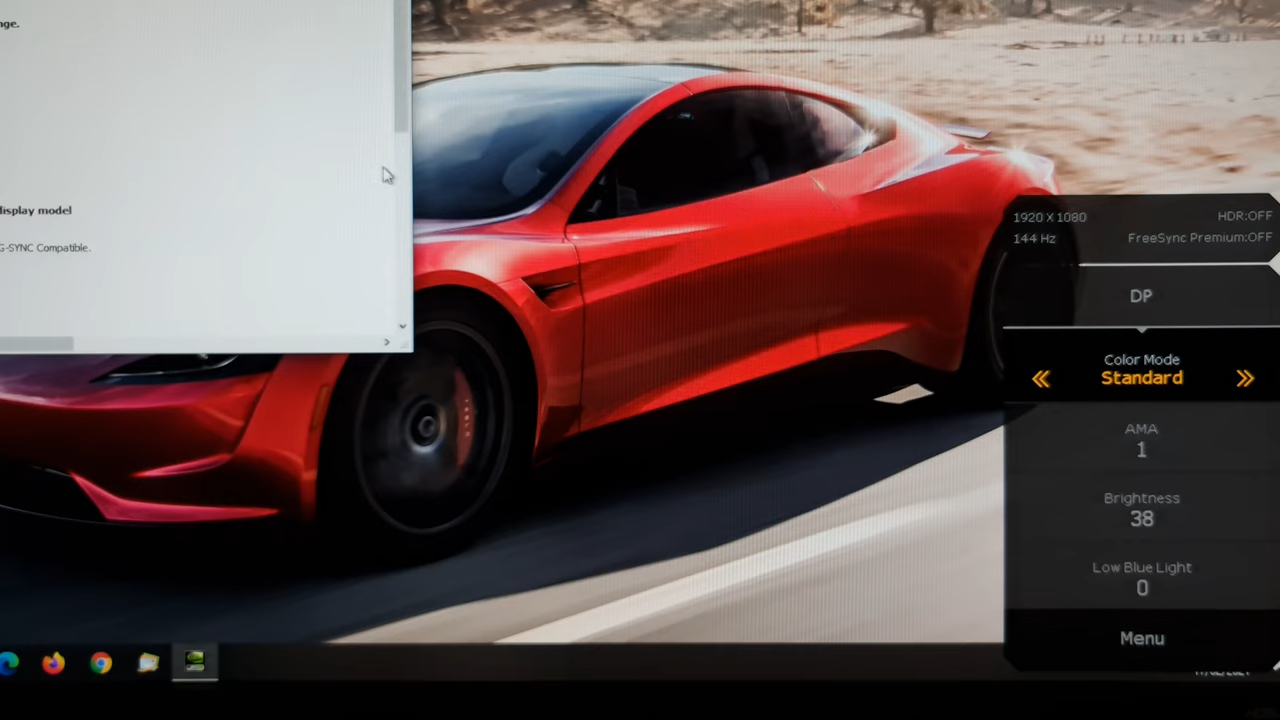 nge.
display model
G-SYNC Compatible.
1920 X 1080
HDR:OFF
144 Hz
FreeSync Premium:OFF
DP
Color Mode
Standard
AMA
1
Brightness
38
Low Blue Light
0
Menu